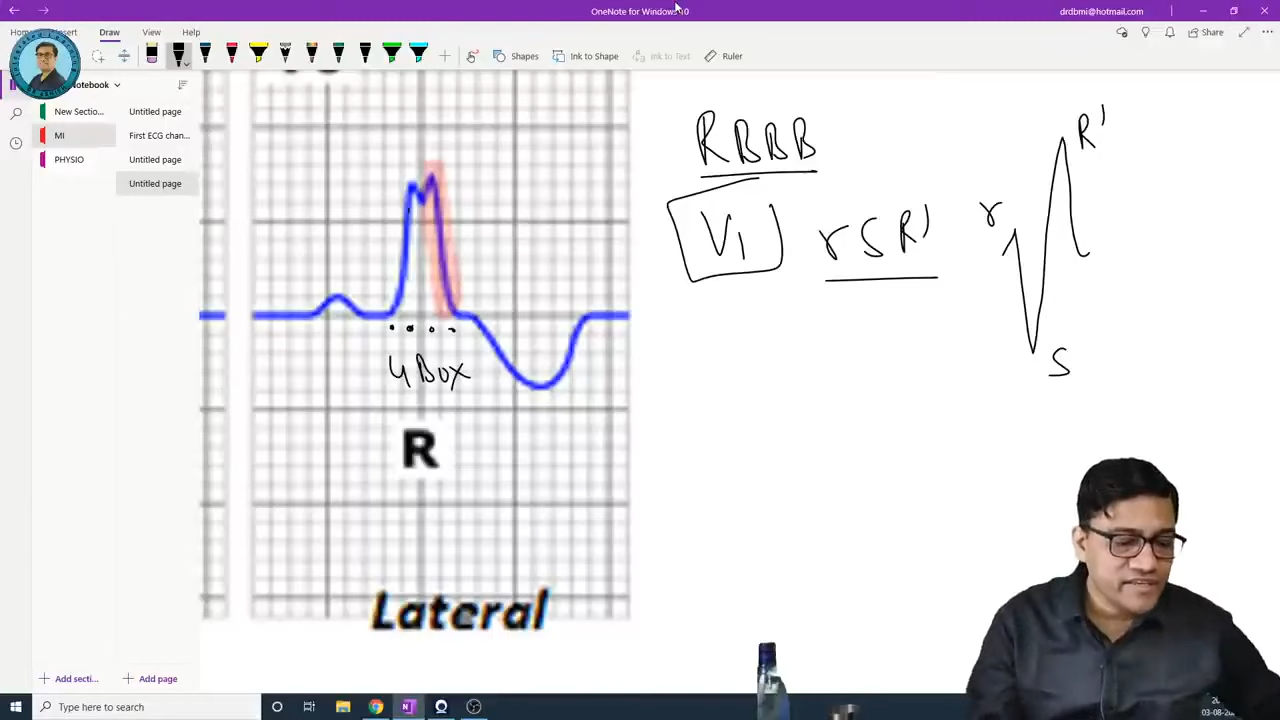 OneNote for Windows 10
drdbmi@hotmail.com
Insert
Draw
View
Help
Shapes
Ink to Shape
Ink to Text
Ruler
Share
Notebook
New Sectio...
MI
PHYSIO
Untitled page
First ECG chan...
Untitled page
Untitled page
4 Box
R
Lateral
RBBB
V1
rSR'
r
S
R'
Add secti...
Add page
Type here to search